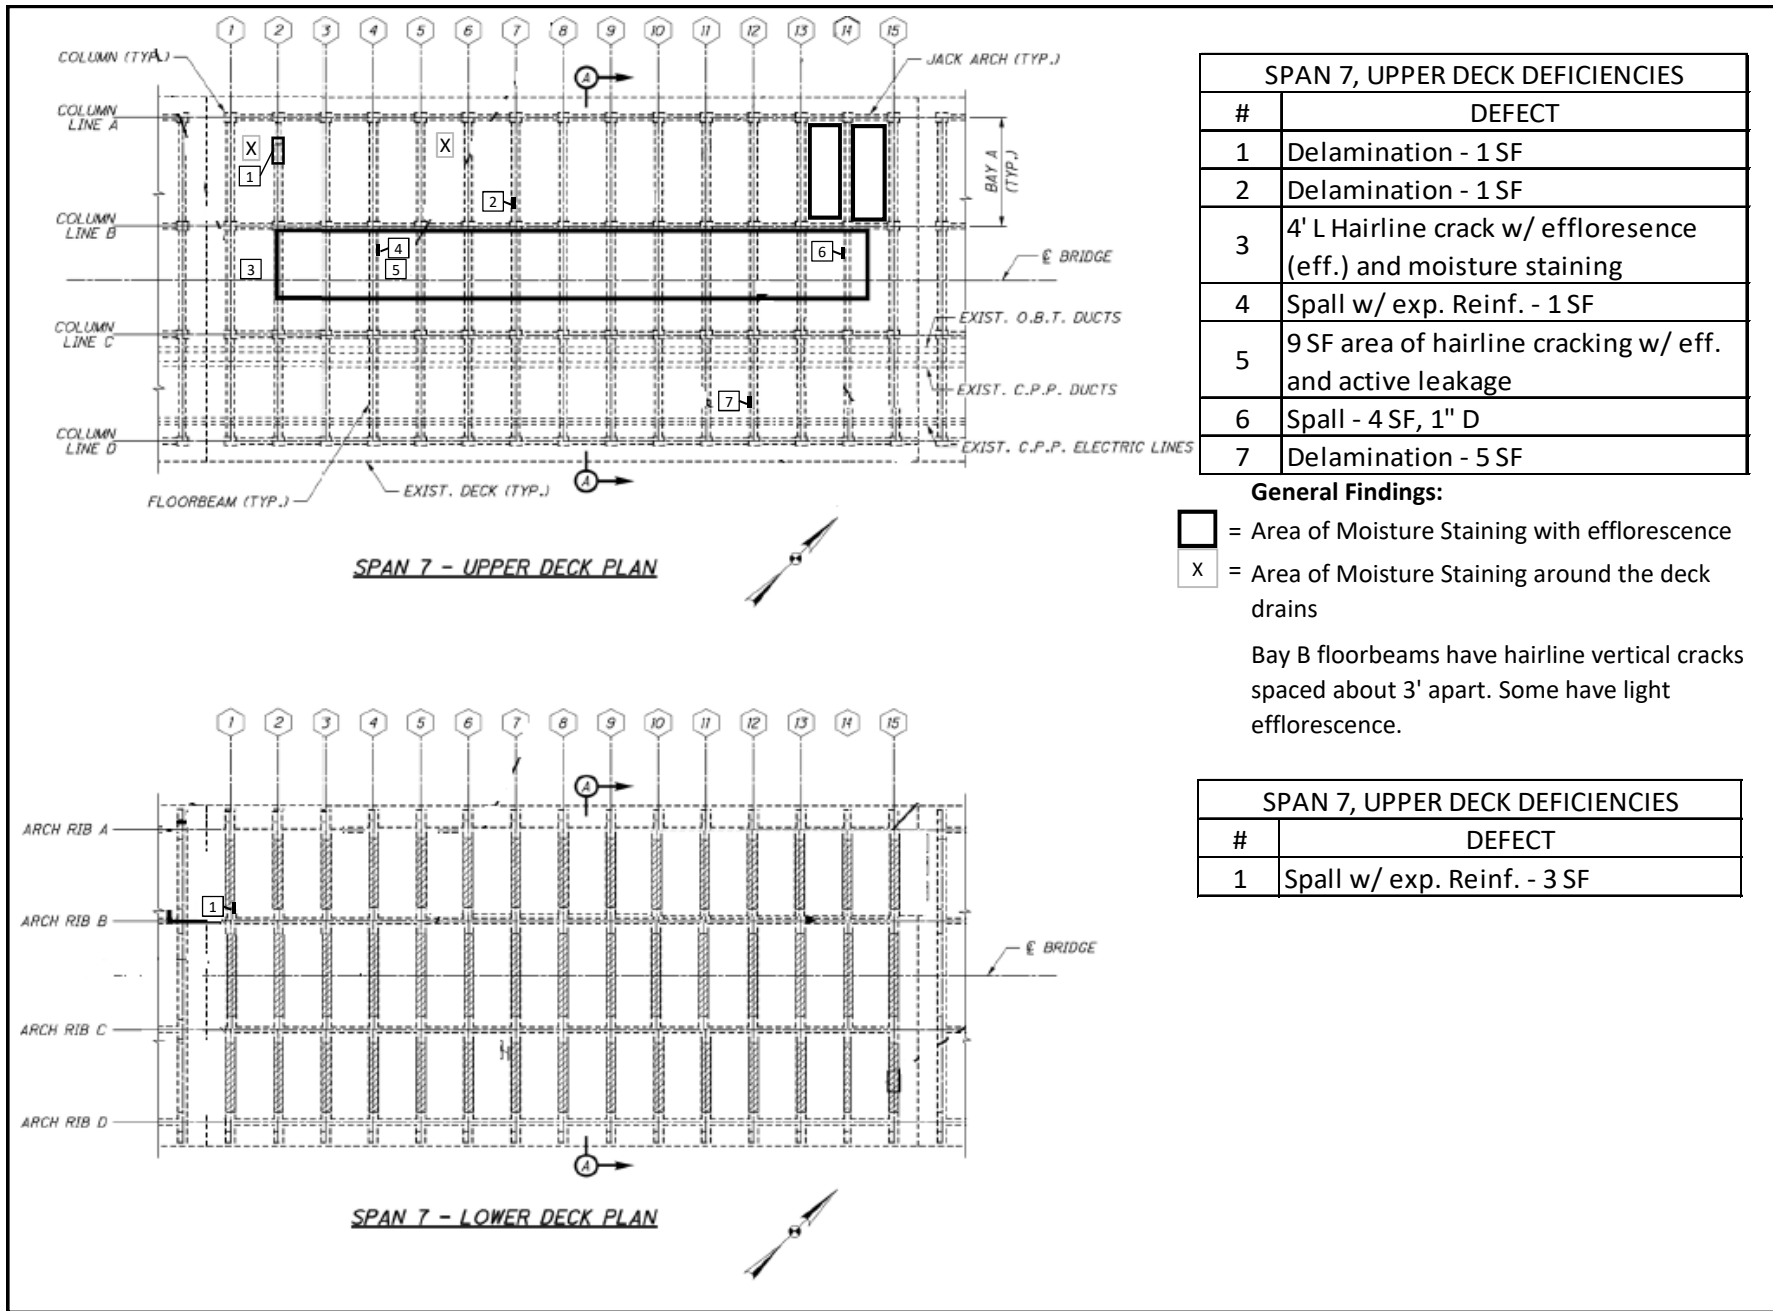 1 2 3 4 5 6 7 8 9 10 11 12 13 14 15
COLUMN (TYP.)
A
JACK ARCH (TYP.)
COLUMN
LINE A
X
X
1
BAY A
(TYP.)
2
COLUMN
LINE B
4
6
3
5
℄ BRIDGE
COLUMN
LINE C
EXIST. O.B.T. DUCTS
EXIST. C.P.P. DUCTS
7
COLUMN
LINE D
EXIST. C.P.P. ELECTRIC LINES
A
EXIST. DECK (TYP.)
FLOORBEAM (TYP.)
SPAN 7 - UPPER DECK PLAN
SPAN 7, UPPER DECK DEFICIENCIES
# DEFECT
1 Delamination - 1 SF
2 Delamination - 1 SF
3 4' L Hairline crack w/ effloresence
(eff.) and moisture staining
4 Spall w/ exp. Reinf. - 1 SF
5 9 SF area of hairline cracking w/ eff.
and active leakage
6 Spall - 4 SF, 1" D
7 Delamination - 5 SF
General Findings:
= Area of Moisture Staining with efflorescence
X = Area of Moisture Staining around the deck
drains
Bay B floorbeams have hairline vertical cracks
spaced about 3' apart. Some have light
efflorescence.
1 2 3 4 5 6 7 8 9 10 11 12 13 14 15
A
ARCH RIB A
1
ARCH RIB B
℄ BRIDGE
ARCH RIB C
ARCH RIB D
A
SPAN 7 - LOWER DECK PLAN
SPAN 7, UPPER DECK DEFICIENCIES
# DEFECT
1 Spall w/ exp. Reinf. - 3 SF